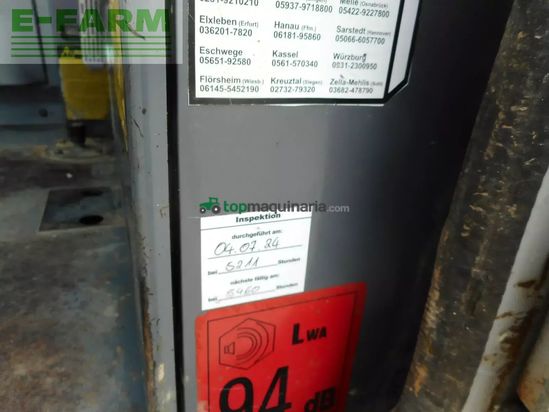 E-FARM
05937-9718800
Melle (Osnabrück)
05422-9227800
Elxleben (Erfurt)
036201-7820
Hanau (Ffm.)
06181-95860
Sarstedt (Hannover)
05066-6057700
Eschwege
05651-92580
Kassel
0561-570340
Würzburg
0931-2300950
Flörsheim (Wiesb.)
06145-5452190
Kreuztal (Siegen)
02732-79320
Zella-Mehlis (Suhl)
03682-478790
topmaquinaria.com
Inspektion
durchgeführt am:
04.07.24
bei 5211 Stunden
nächste fällig am:
bei Stunden
LWA
94 dB